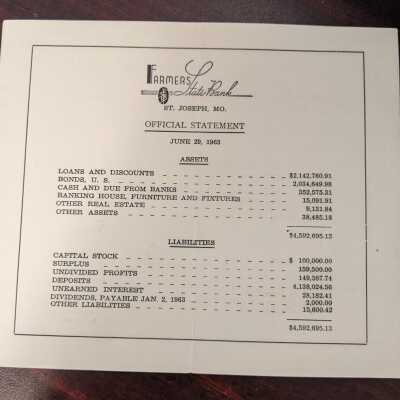 FARMERS State Bank
ST. JOSEPH, MO.
OFFICIAL STATEMENT
JUNE 29, 1963
ASSETS
LOANS AND DISCOUNTS - - - - - - - - - - - - - $2,142,760.91
BONDS, U. S. - - - - - - - - - - - - - - - - - 2,034,649.98
CASH AND DUE FROM BANKS - - - - - - - - - - - 352,575.31
BANKING HOUSE, FURNITURE AND FIXTURES - - - - 15,091.91
OTHER REAL ESTATE - - - - - - - - - - - - - - 9,131.84
OTHER ASSETS - - - - - - - - - - - - - - - - - 38,485.18
$4,592,695.13
LIABILITIES
CAPITAL STOCK - - - - - - - - - - - - - - - - $ 100,000.00
SURPLUS - - - - - - - - - - - - - - - - - - - 159,500.00
UNDIVIDED PROFITS - - - - - - - - - - - - - - 149,387.74
DEPOSITS - - - - - - - - - - - - - - - - - - - 4,138,024.56
UNEARNED INTEREST - - - - - - - - - - - - - - 28,182.41
DIVIDENDS, PAYABLE JAN. 2, 1963 - - - - - - - 2,000.00
OTHER LIABILITIES - - - - - - - - - - - - - - 15,600.42
$4,592,695.13